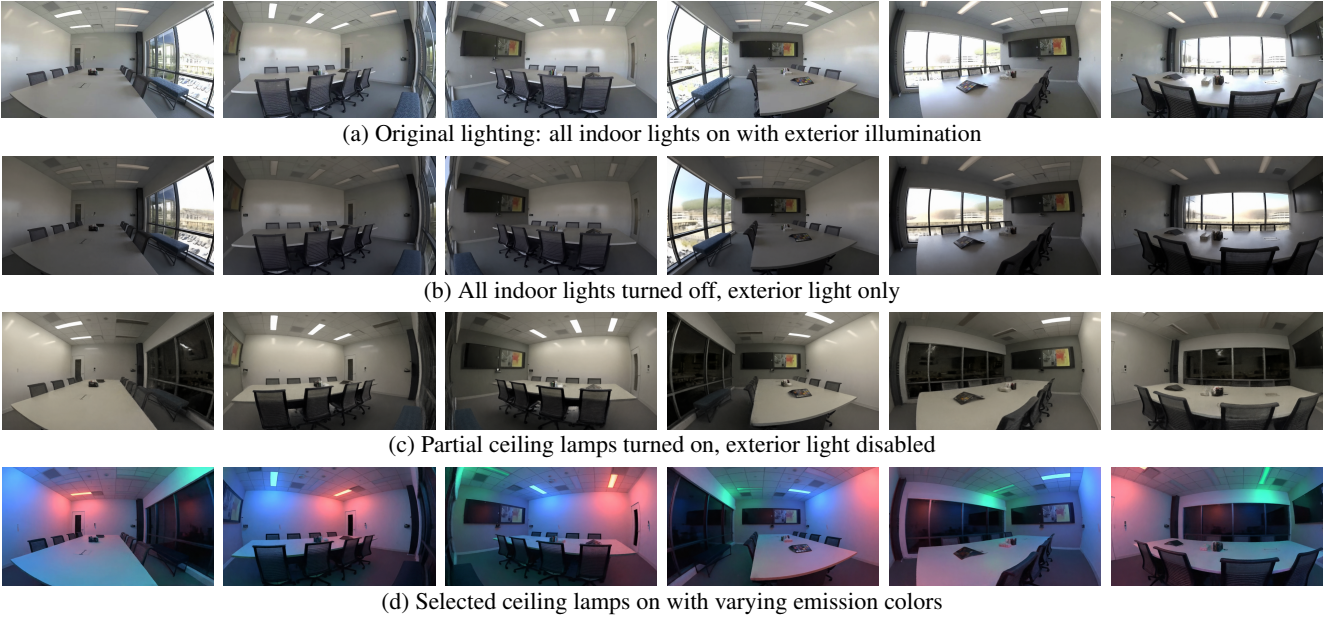 (a) Original lighting: all indoor lights on with exterior illumination
(b) All indoor lights turned off, exterior light only
(c) Partial ceiling lamps turned on, exterior light disabled
(d) Selected ceiling lamps on with varying emission colors